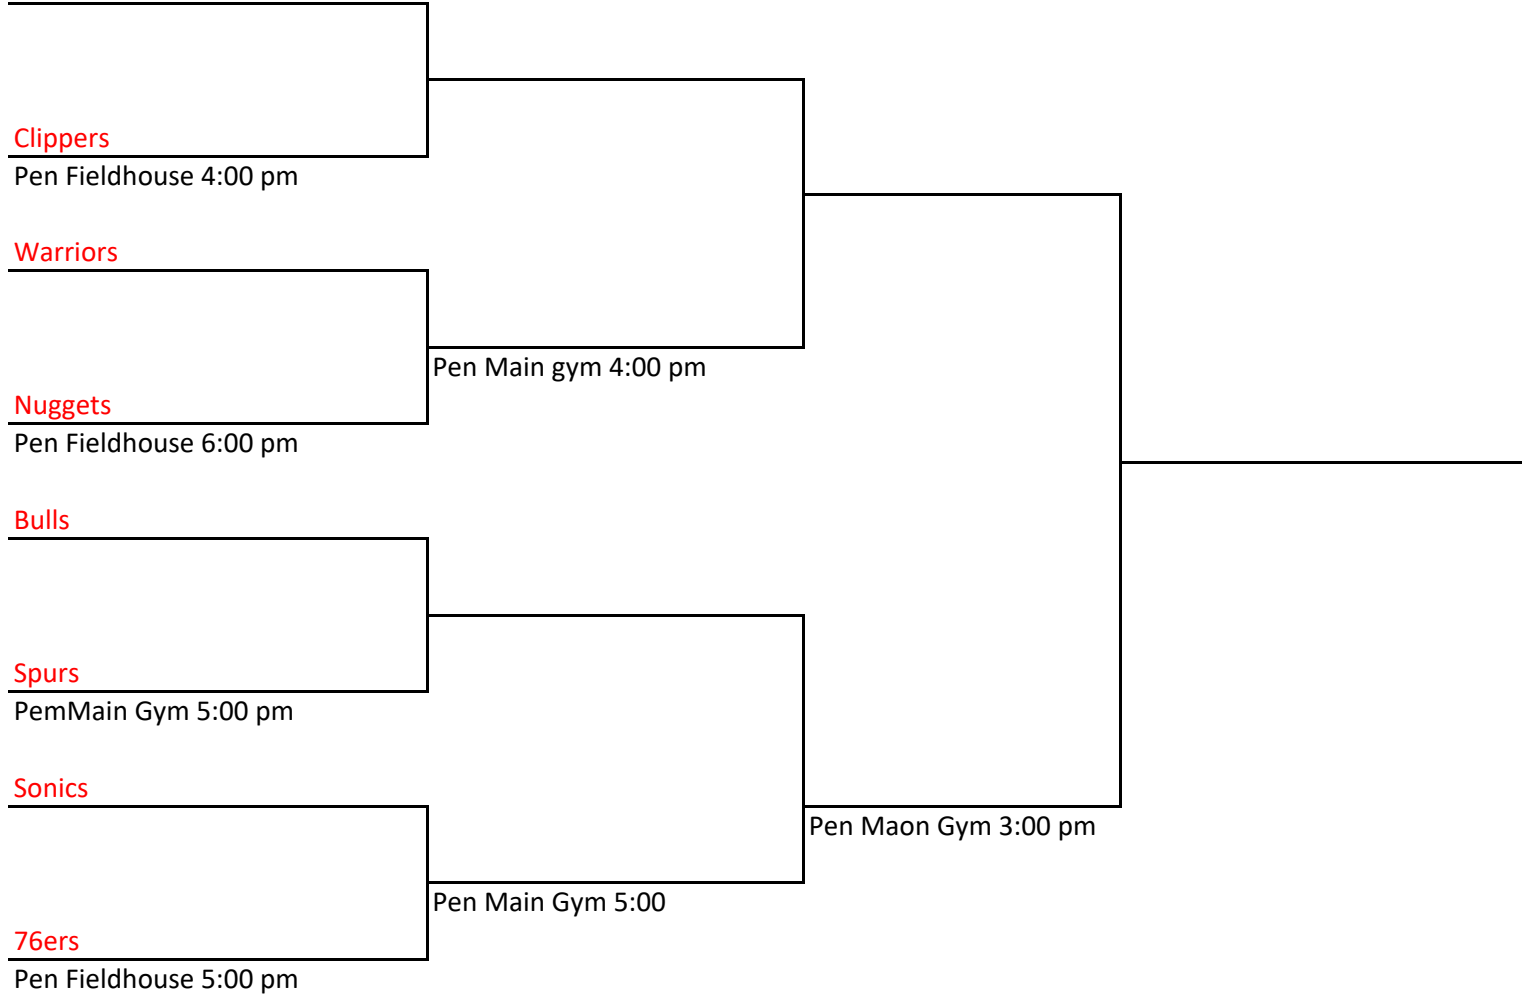 Clippers
Pen Fieldhouse 4:00 pm
Warriors
Pen Main gym 4:00 pm
Nuggets
Pen Fieldhouse 6:00 pm
Bulls
Spurs
PemMain Gym 5:00 pm
Sonics
Pen Maon Gym 3:00 pm
Pen Main Gym 5:00
76ers
Pen Fieldhouse 5:00 pm